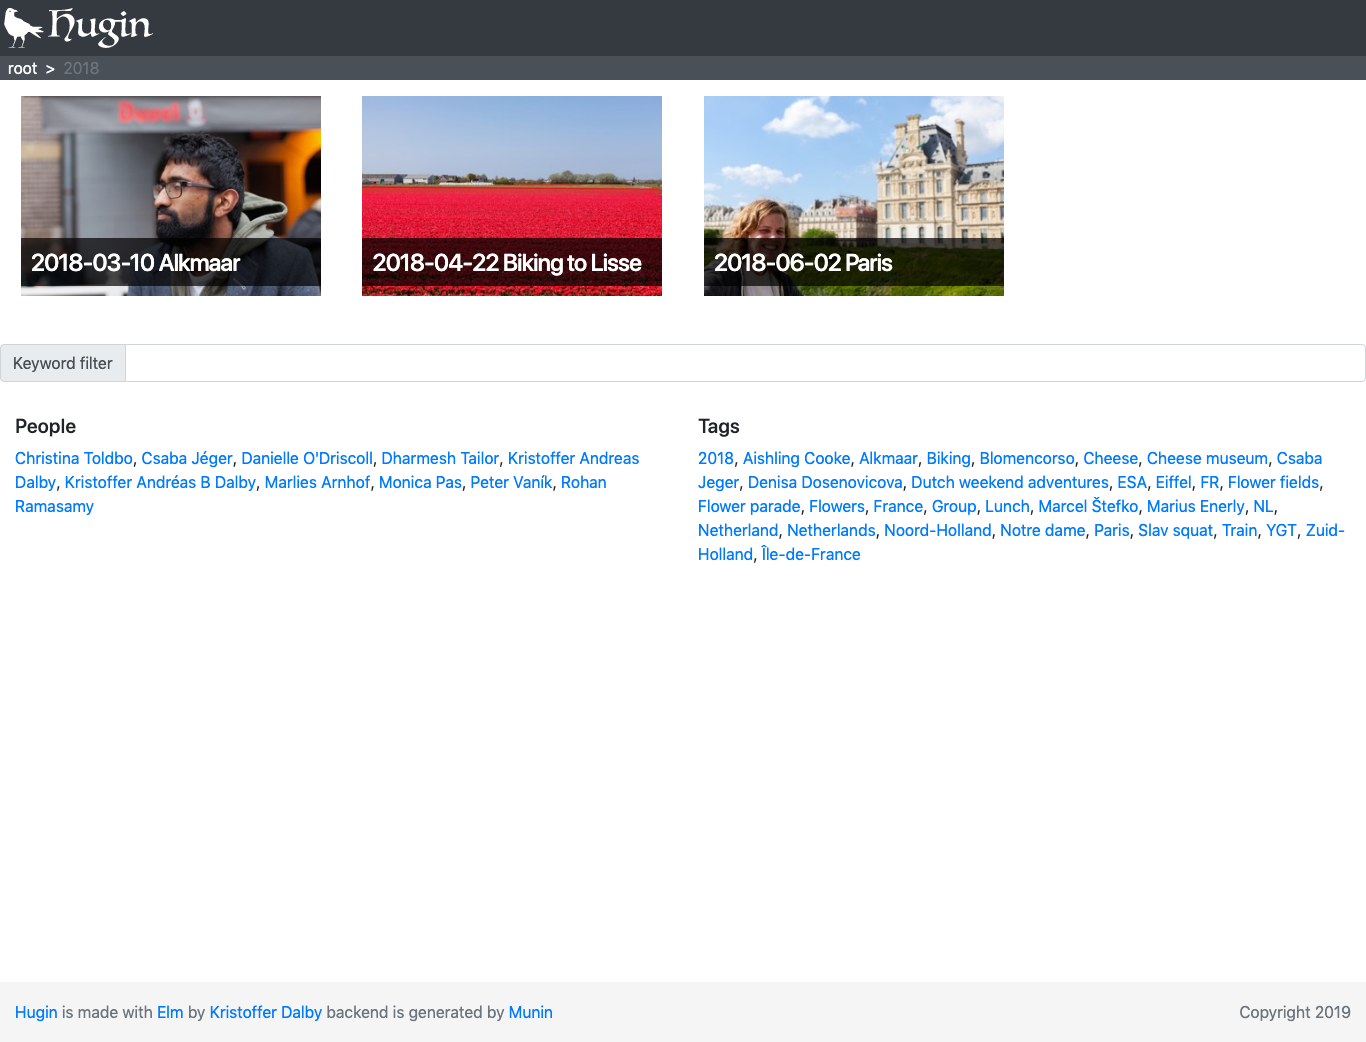 Hugin
root > 2018
2018-03-10 Alkmaar
2018-04-22 Biking to Lisse
2018-06-02 Paris
Keyword filter
People
Christina Toldbo, Csaba Jéger, Danielle O'Driscoll, Dharmesh Tailor, Kristoffer Andreas
Dalby, Kristoffer Andréas B Dalby, Marlies Arnhof, Monica Pas, Peter Vaník, Rohan
Ramasamy
Tags
2018, Aishling Cooke, Alkmaar, Biking, Blomencorso, Cheese, Cheese museum, Csaba
Jeger, Denisa Dosenovicova, Dutch weekend adventures, ESA, Eiffel, FR, Flower fields,
Flower parade, Flowers, France, Group, Lunch, Marcel Štefko, Marius Enerly, NL,
Netherland, Netherlands, Noord-Holland, Notre dame, Paris, Slav squat, Train, YGT, Zuid-
Holland, Île-de-France
Hugin is made with Elm by Kristoffer Dalby backend is generated by Munin
Copyright 2019